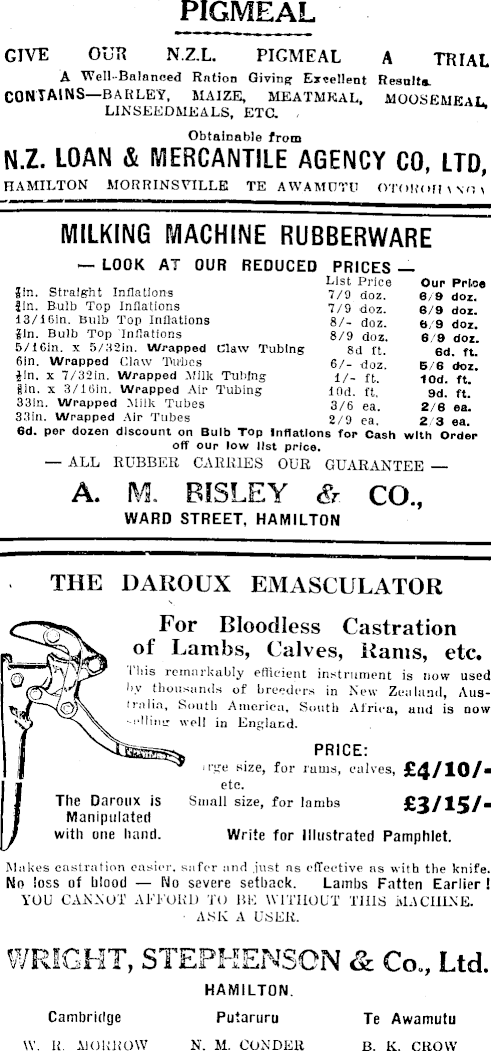 PIGMEAL
GIVE OUR N.Z.L. PIGMEAL A TRIAL
A Well-Balanced Ration Giving Excellent Results.
CONTAINS—BARLEY, MAIZE, MEATMEAL, MOOSEMEAL,
LINSEEDMEALS, ETC.
Obtainable from
N.Z. LOAN & MERCANTILE AGENCY CO, LTD,
HAMILTON MORRINSVILLE TE AWAMUTU OTOROHANGA
MILKING MACHINE RUBBERWARE
— LOOK AT OUR REDUCED PRICES —
List Price Our Price
⅞in. Straight Inflations 7/9 doz. 6/9 doz.
in. Bulb Top Inflations 7/9 doz. 6/9 doz.
13/16in. Bulb Top Inflations 8/- doz. 6/9 doz.
⅞in. Bulb Top Inflations 8/9 doz. 6/9 doz.
5/16in. x 5/32in. Wrapped Claw Tubing 8d ft. 6d. ft.
6in. Wrapped Claw Tubes 6/- doz. 5/6 doz.
½in. x 7/32in. Wrapped Milk Tubing 1/- ft. 10d. ft.
in. x 3/16in. Wrapped Air Tubing 10d. ft. 9d. ft.
33in. Wrapped Milk Tubes 3/6 ea. 2/6 ea.
33in. Wrapped Air Tubes 2/9 ea. 2/3 ea.
6d. per dozen discount on Bulb Top Inflations for Cash with Order
off our low list price.
— ALL RUBBER CARRIES OUR GUARANTEE —
A. M. BISLEY & CO.,
WARD STREET, HAMILTON
THE DAROUX EMASCULATOR
For Bloodless Castration
of Lambs, Calves, Rams, etc.
This remarkably efficient instrument is now used
by thousands of breeders in New Zealand, Aus-
tralia, South America, South Africa, and is now
selling well in England.
PRICE:
Large size, for rams, calves, £4/10/-
etc.
Small size, for lambs £3/15/-
The Daroux is
Manipulated
with one hand.
Write for Illustrated Pamphlet.
Makes castration easier, safer and just as effective as with the knife.
No loss of blood — No severe setback. Lambs Fatten Earlier!
YOU CANNOT AFFORD TO BE WITHOUT THIS MACHINE.
ASK A USER.
WRIGHT, STEPHENSON & Co., Ltd.
HAMILTON.
Cambridge Putaruru Te Awamutu
W. R. MORROW N. M. CONDER B. K. CROW